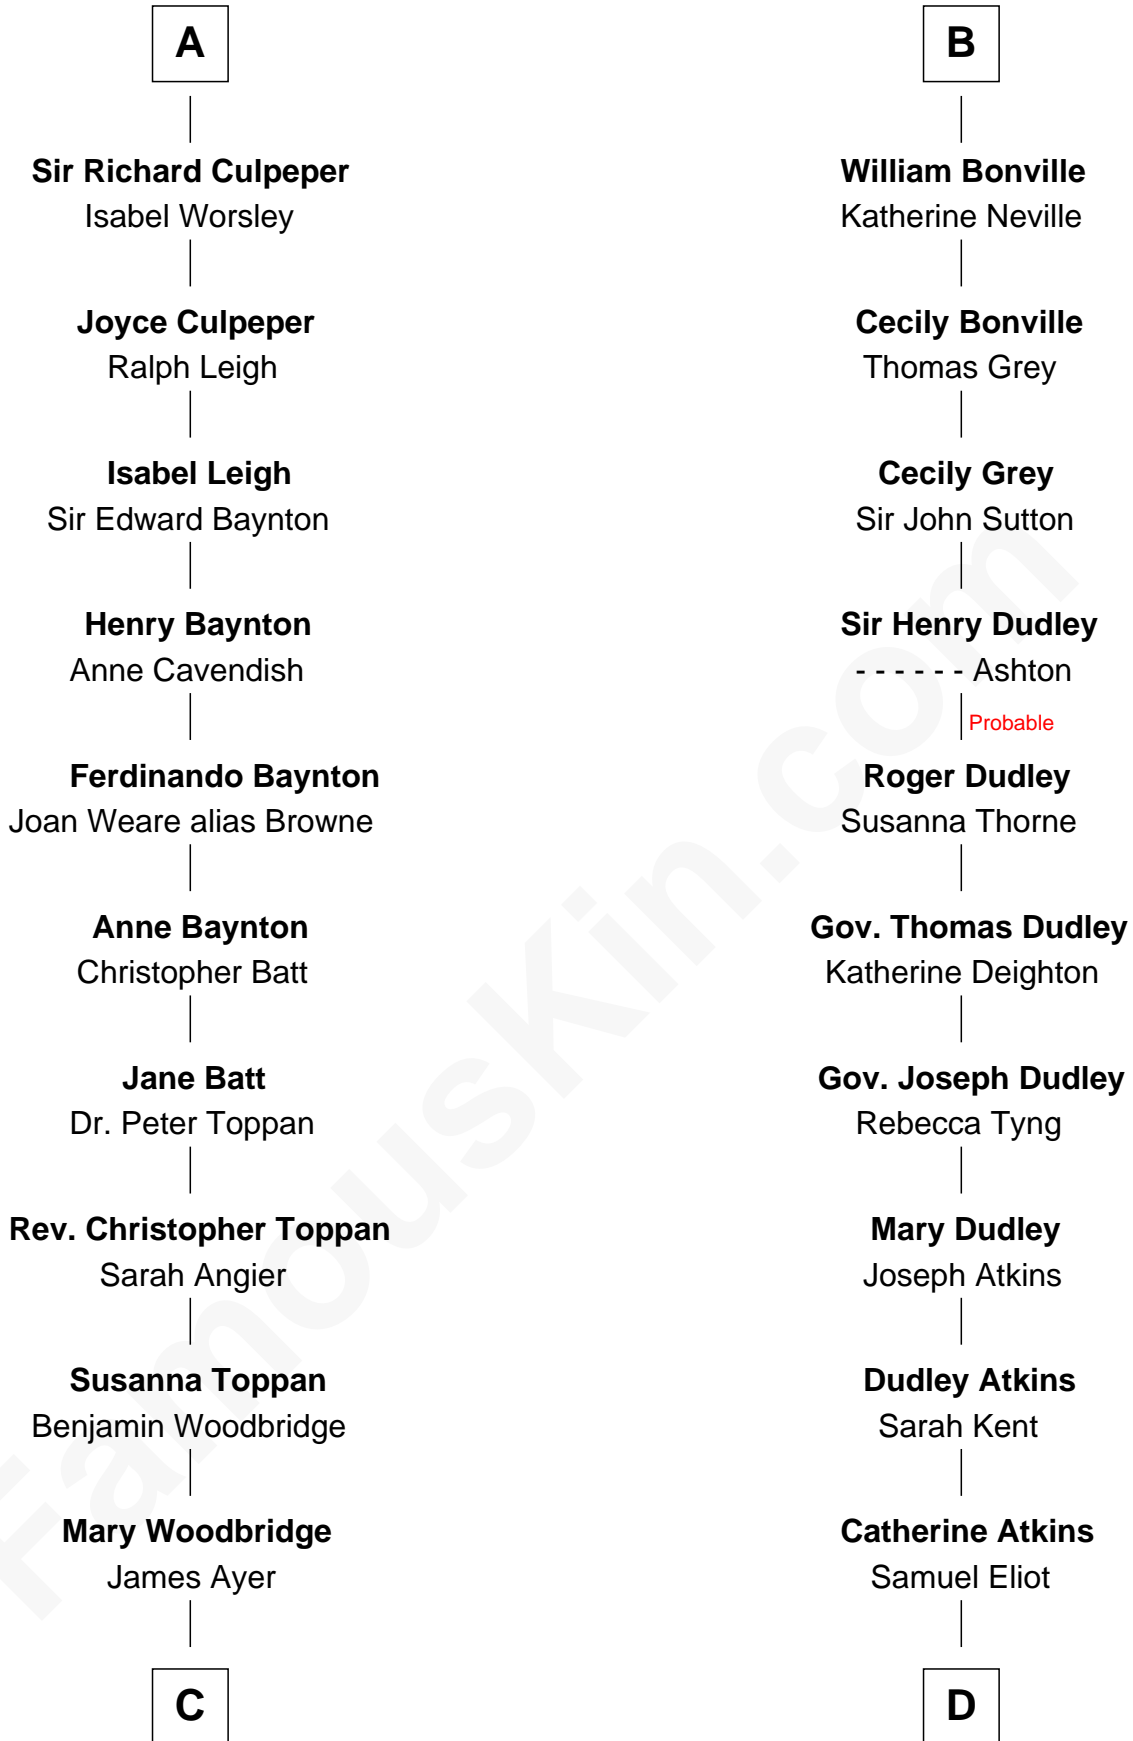 A
Sir Richard Culpeper
Isabel Worsley
Joyce Culpeper
Ralph Leigh
Isabel Leigh
Sir Edward Baynton
Henry Baynton
Anne Cavendish
Ferdinando Baynton
Joan Weare alias Browne
Anne Baynton
Christopher Batt
Jane Batt
Dr. Peter Toppan
Rev. Christopher Toppan
Sarah Angier
Susanna Toppan
Benjamin Woodbridge
Mary Woodbridge
James Ayer
C
B
William Bonville
Katherine Neville
Cecily Bonville
Thomas Grey
Cecily Grey
Sir John Sutton
Sir Henry Dudley
- - - - - - Ashton
Probable
Roger Dudley
Susanna Thorne
Gov. Thomas Dudley
Katherine Deighton
Gov. Joseph Dudley
Rebecca Tyng
Mary Dudley
Joseph Atkins
Dudley Atkins
Sarah Kent
Catherine Atkins
Samuel Eliot
D
FamousKin.com